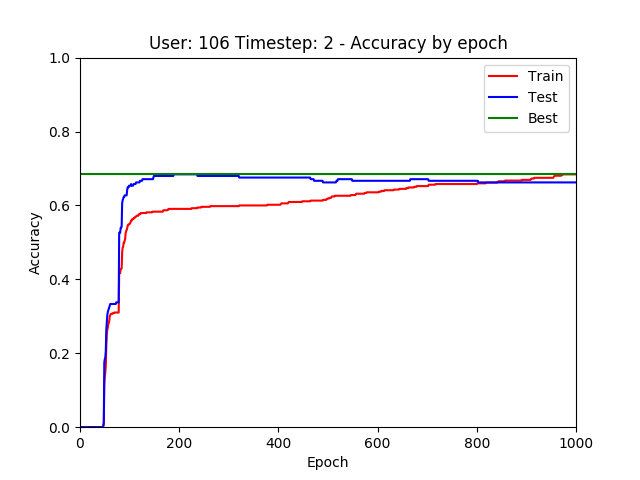 User: 106 Timestep: 2 - Accuracy by epoch
1.0
Train
Test
Best
0.8
0.6
Accuracy
0.4
0.2
0.0
0 200 400 600 800 1000
Epoch